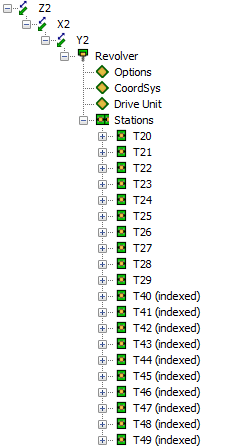 Z2
X2
Y2
Revolver
Options
CoordSys
Drive Unit
Stations
T20
T21
T22
T23
T24
T25
T26
T27
T28
T29
T40 (indexed)
T41 (indexed)
T42 (indexed)
T43 (indexed)
T44 (indexed)
T45 (indexed)
T46 (indexed)
T47 (indexed)
T48 (indexed)
T49 (indexed)